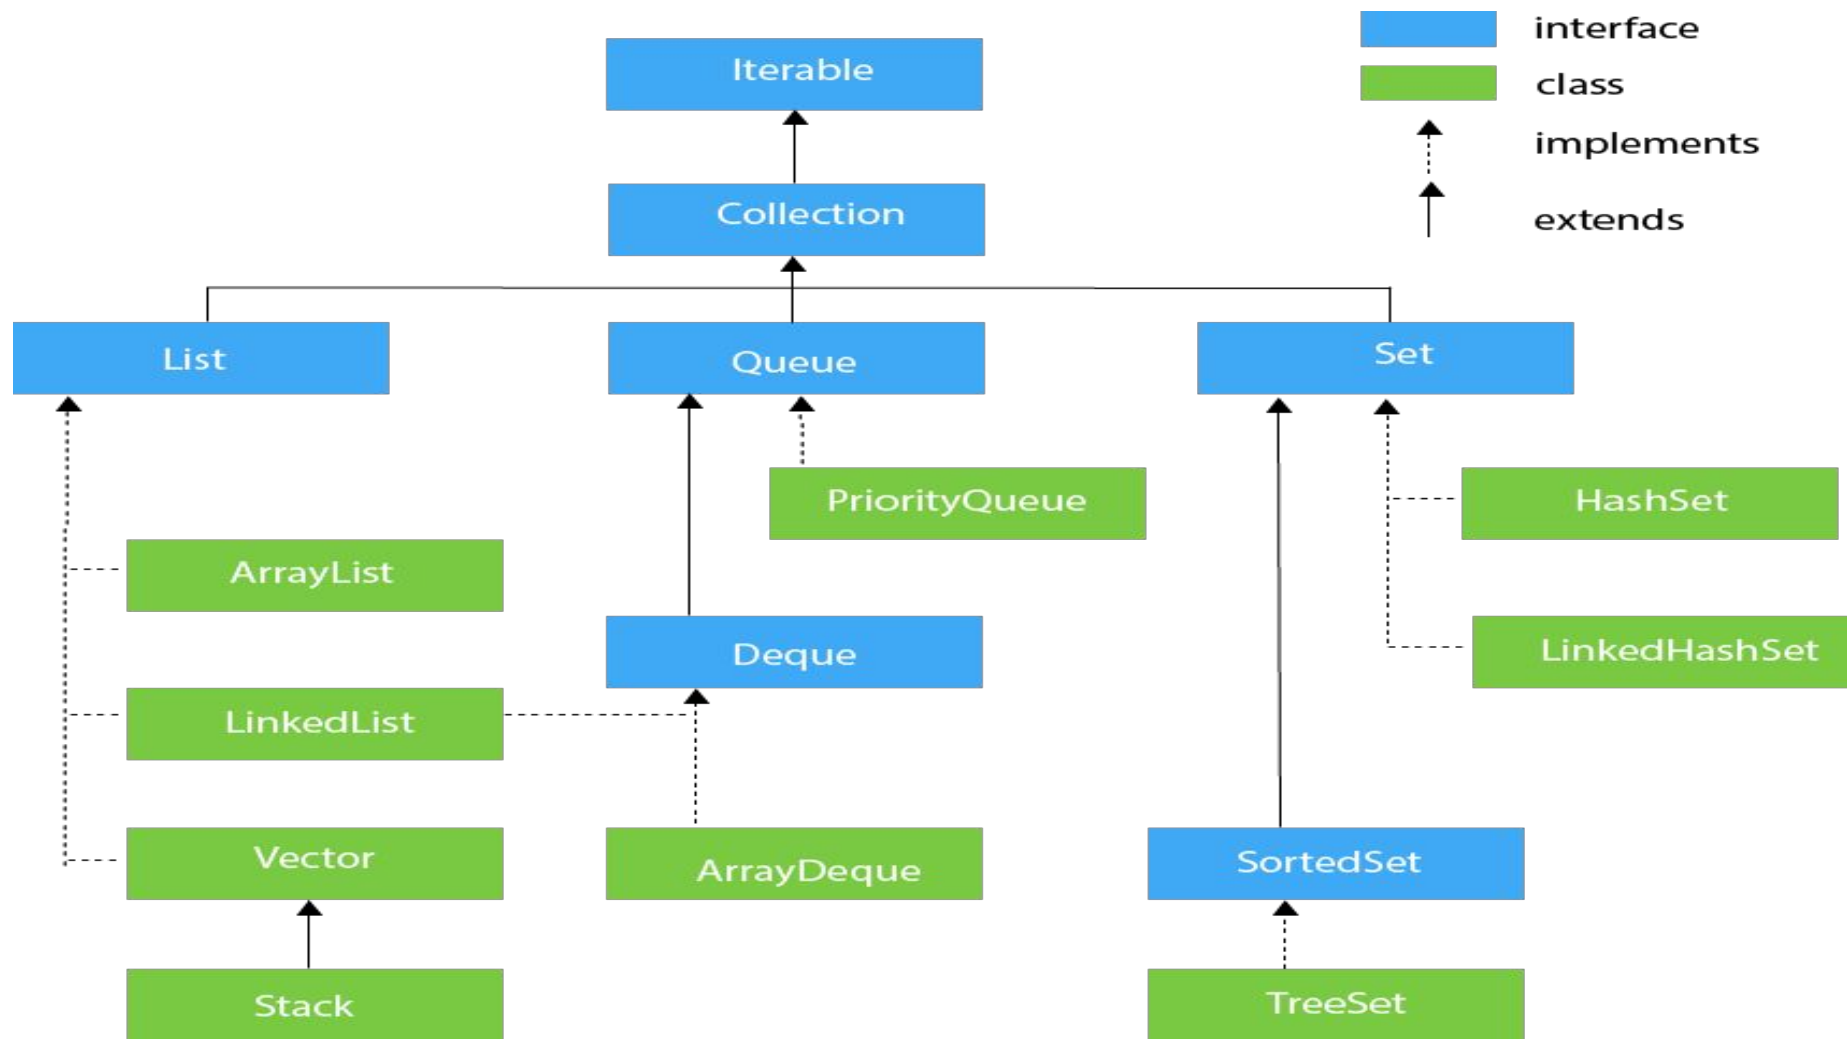 interface
Iterable
class
implements
Collection
extends
List
Queue
Set
PriorityQueue
HashSet
ArrayList
Deque
LinkedHashSet
LinkedList
Vector
ArrayDeque
SortedSet
Stack
TreeSet